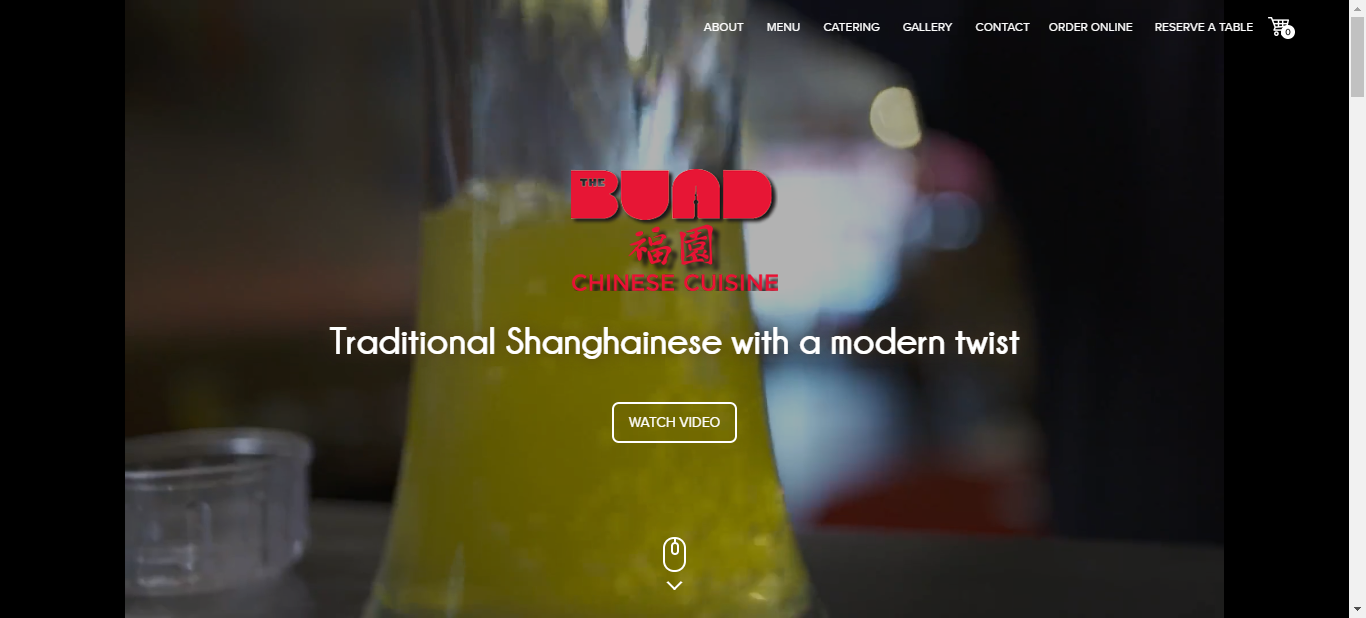 ABOUT MENU CATERING GALLERY CONTACT ORDER ONLINE RESERVE A TABLE 0
THE BUND
福園
CHINESE CUISINE
Traditional Shanghainese with a modern twist
WATCH VIDEO